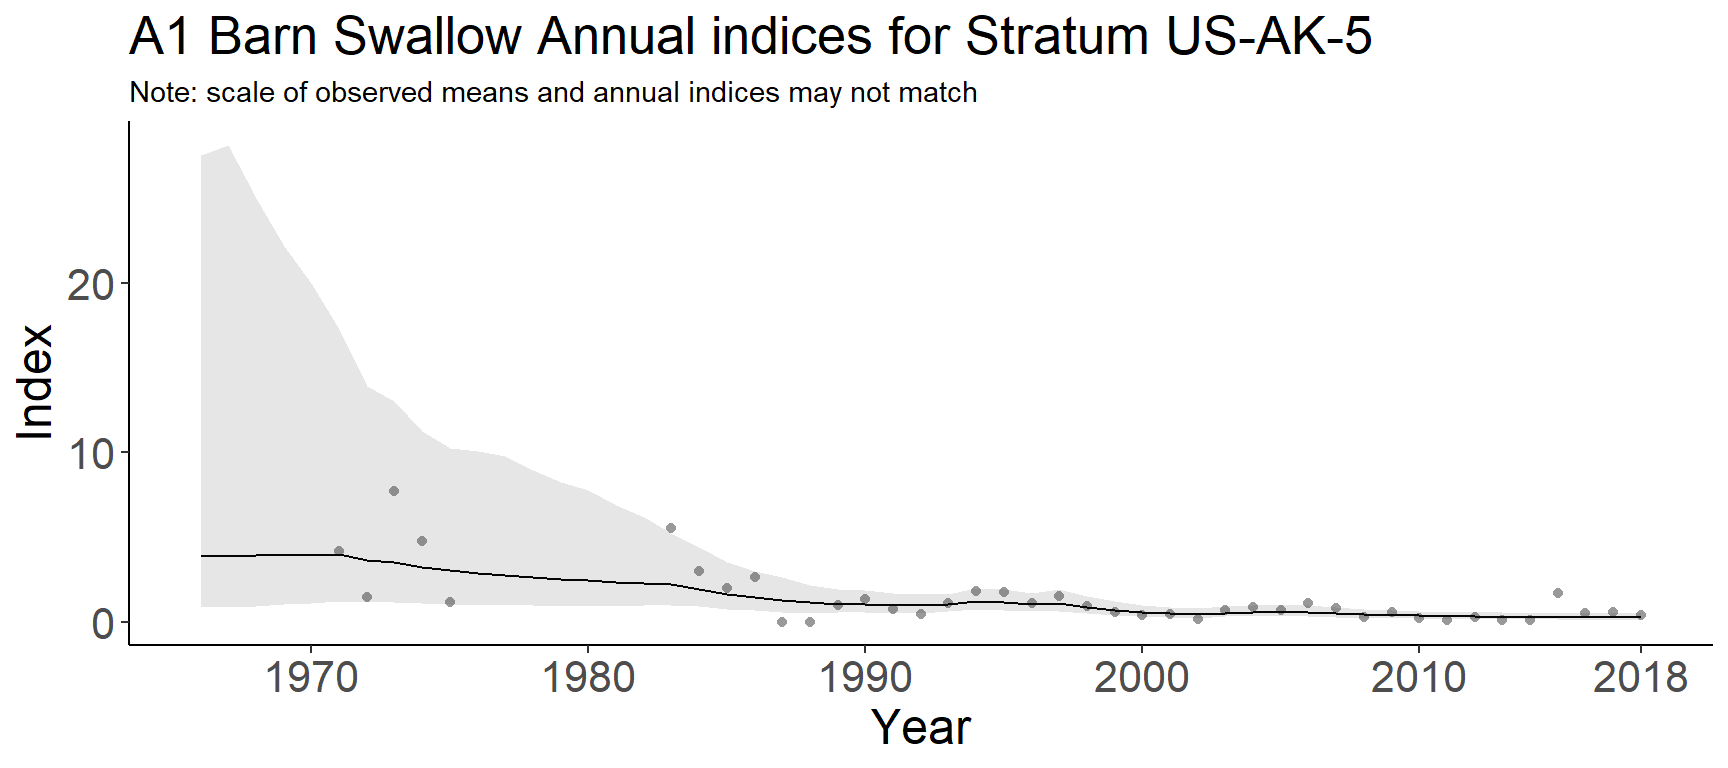 A1 Barn Swallow Annual indices for Stratum US-AK-5
Note: scale of observed means and annual indices may not match
Index
20
10
0
1970 1980 1990 2000 2010 2018
Year